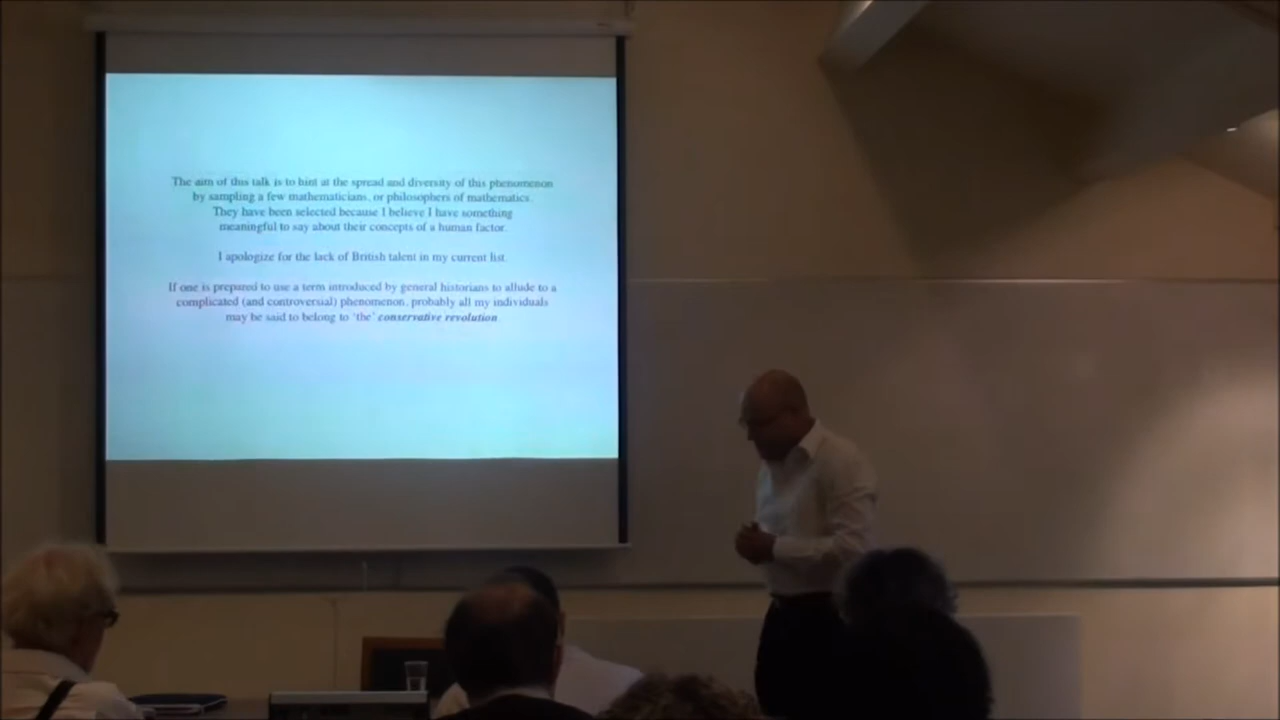 The aim of this talk is to hint at the spread and diversity of this phenomenon
by sampling a few mathematicians, or philosophers of mathematics.
They have been selected because I believe I have something
meaningful to say about their concepts of a human factor.
I apologize for the lack of British talent in my current list.
If one is prepared to use a term introduced by general historians to allude to a
complicated (and controversial) phenomenon, probably all my individuals
may be said to belong to ‘the’ conservative revolution.